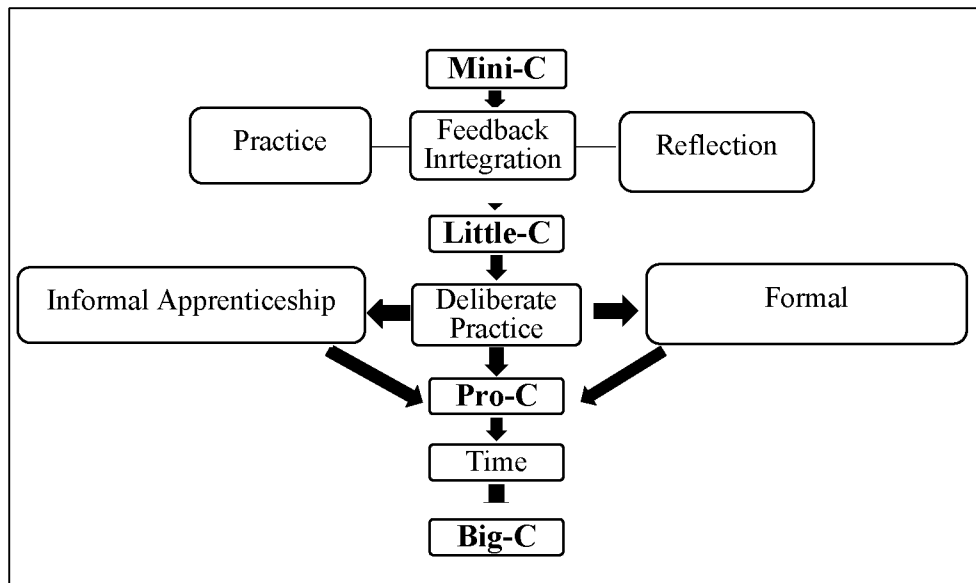 Mini-C
Practice
Feedback
Inrtegration
Reflection
Little-C
Informal Apprenticeship
Deliberate
Practice
Formal
Pro-C
Time
Big-C